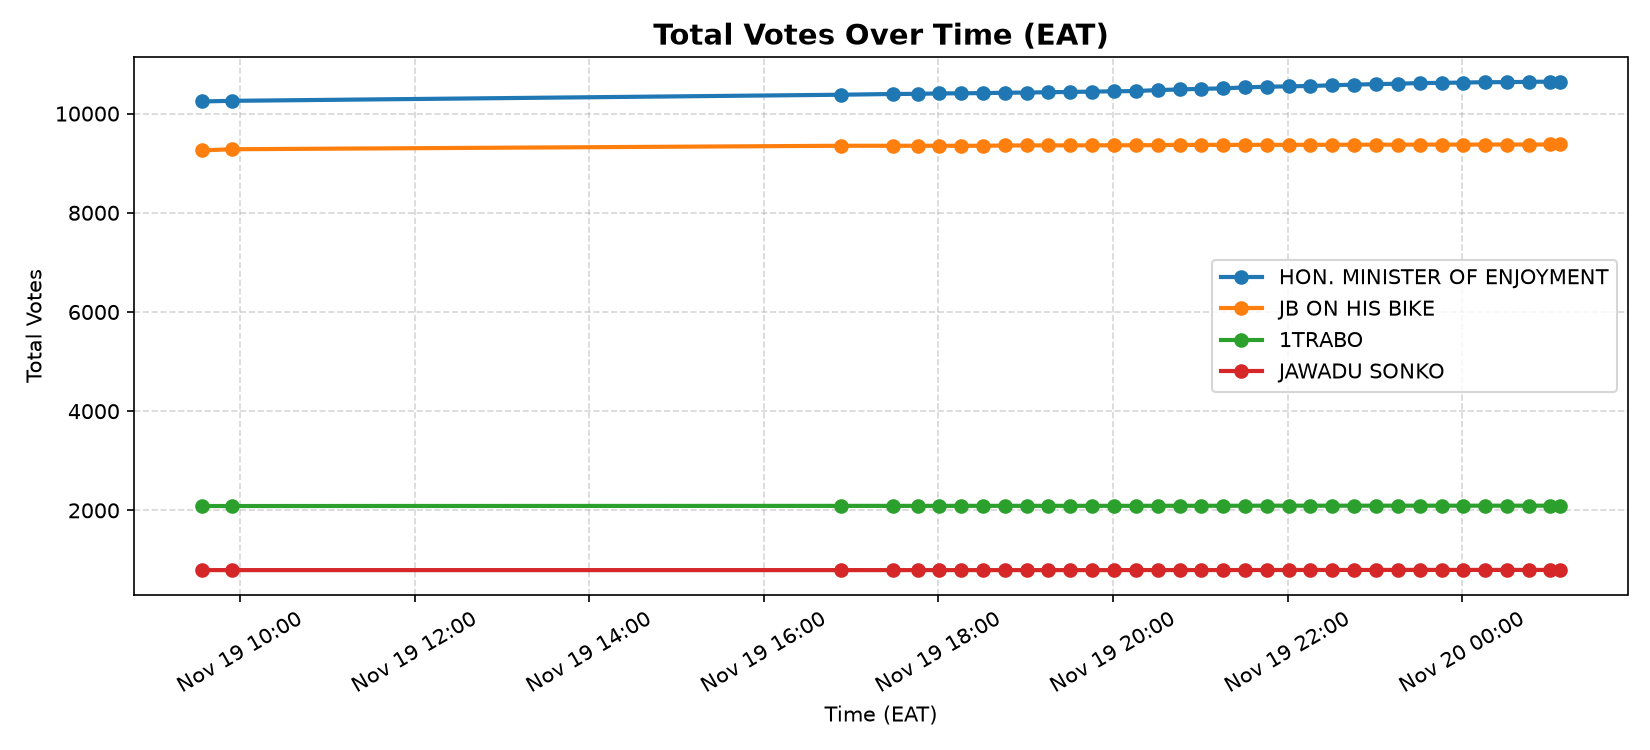 Total Votes Over Time (EAT)
Total Votes
10000
8000
6000
4000
2000
HON. MINISTER OF ENJOYMENT
JB ON HIS BIKE
1TRABO
JAWADU SONKO
Nov 19 10:00
Nov 19 12:00
Nov 19 14:00
Nov 19 16:00
Nov 19 18:00
Nov 19 20:00
Nov 19 22:00
Nov 20 00:00
Time (EAT)